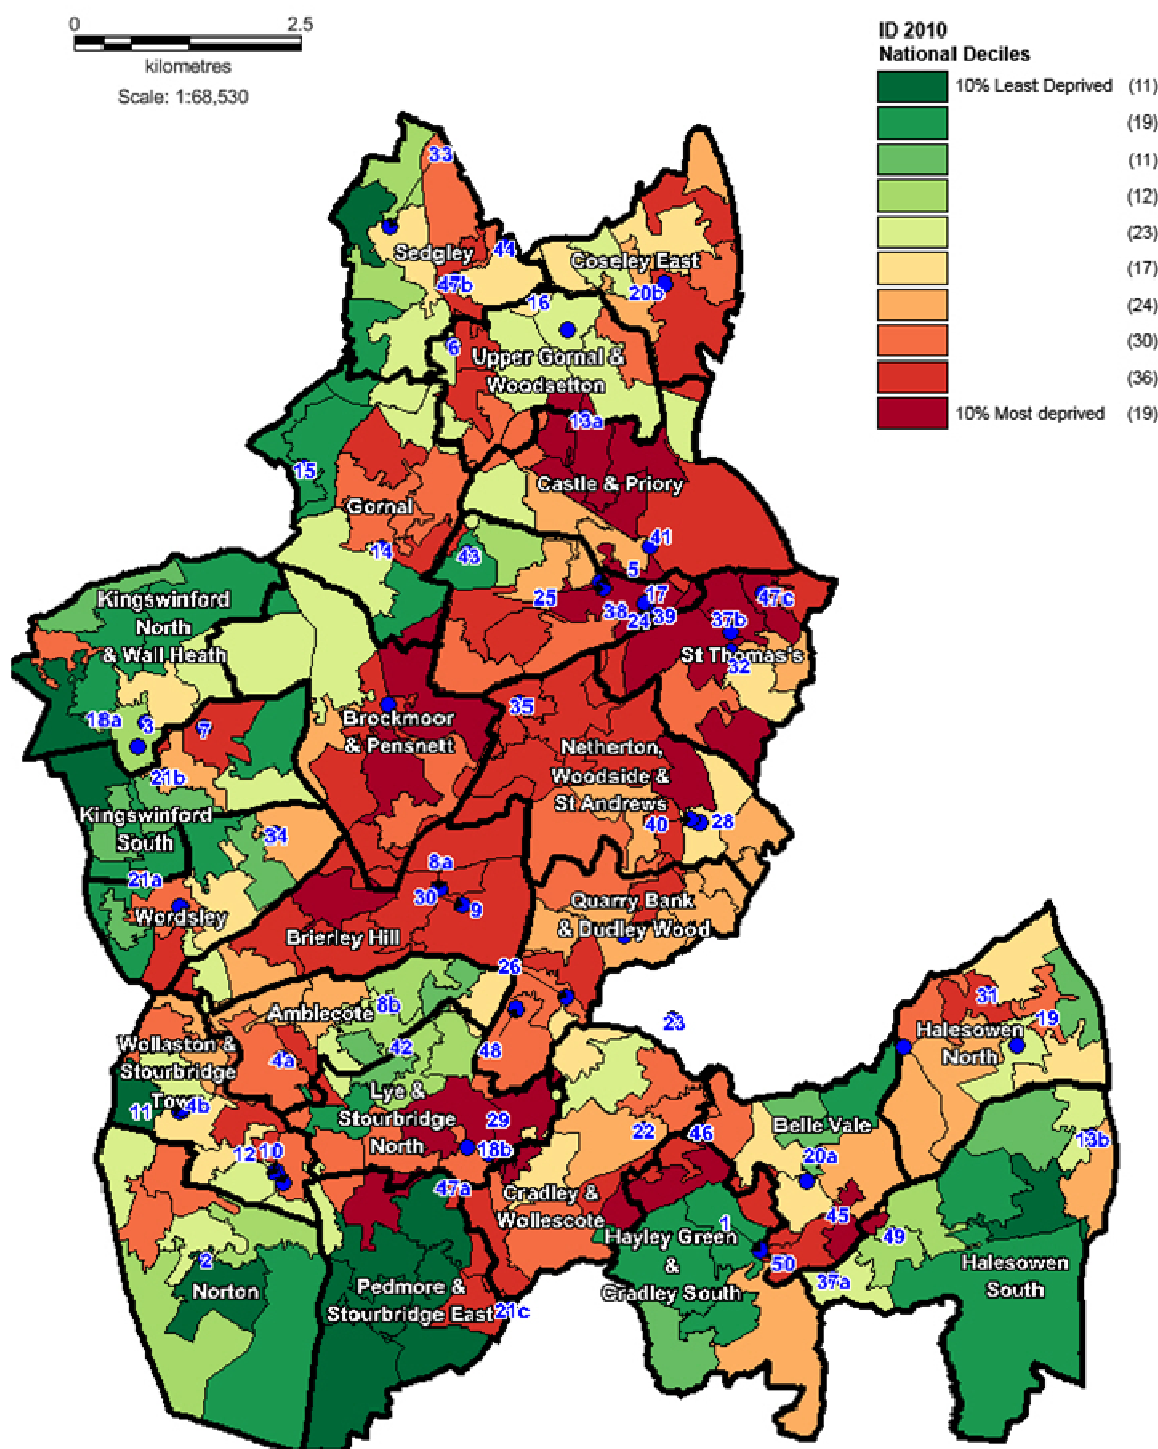 0 2.5
kilometres
Scale: 1:68,530
ID 2010
National Deciles
10% Least Deprived (11)
(19)
(11)
(12)
(23)
(17)
(24)
(30)
(36)
10% Most deprived (19)
33
Sedgley
44
47b
Coseley East
20b
16
6
Upper Gornal &
Woodsetton
13a
15
Castle & Priory
Gornal
14
43
41
5
25
38
17
24
39
47c
37b
St Thomas's
32
Kingswinford
North
& Wall Heath
18a
3
7
35
Brockmoor
& Pensnett
Netherton,
Woodside &
St Andrews
21b
Kingswinford
South
34
40
28
8a
21a
30
9
Wordsley
Brierley Hill
Quarry Bank
& Dudley Wood
26
Amblecote
8b
23
31
19
Halesowen
North
Wollaston &
Stourbridge
Town
4a
42
48
11
4b
Lye &
Stourbridge
North
29
18b
22
46
Belle Vale
20a
12
10
47a
Cradley &
Wollescote
1
Hayley Green
&
Cradley South
45
50
49
37a
Halesowen
South
2
Norton
Pedmore &
Stourbridge East
21c